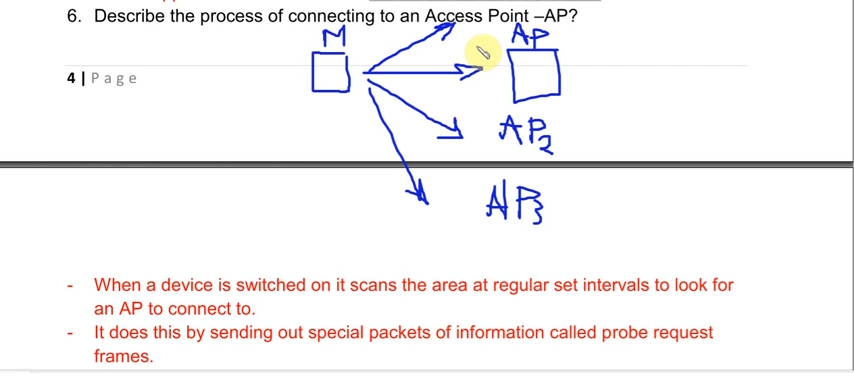 6. Describe the process of connecting to an Access Point –AP?
M
AP
4 | Page
AP2
AP3
- When a device is switched on it scans the area at regular set intervals to look for
an AP to connect to.
- It does this by sending out special packets of information called probe request
frames.